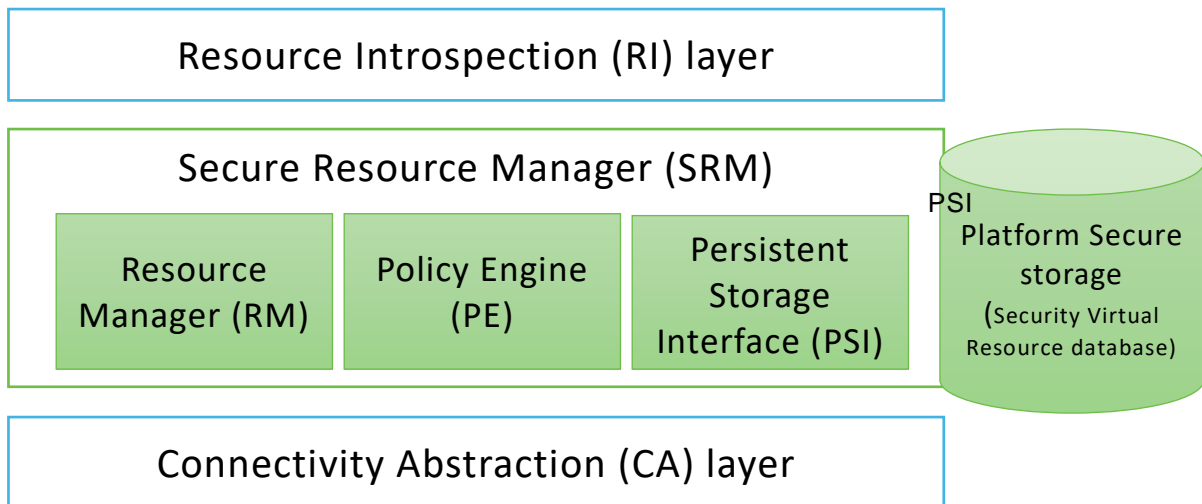 Resource Introspection (RI) layer
Secure Resource Manager (SRM)
Resource
Manager (RM)
Policy Engine
(PE)
Persistent
Storage
Interface (PSI)
PSI
Platform Secure
storage
(Security Virtual
Resource database)
Connectivity Abstraction (CA) layer